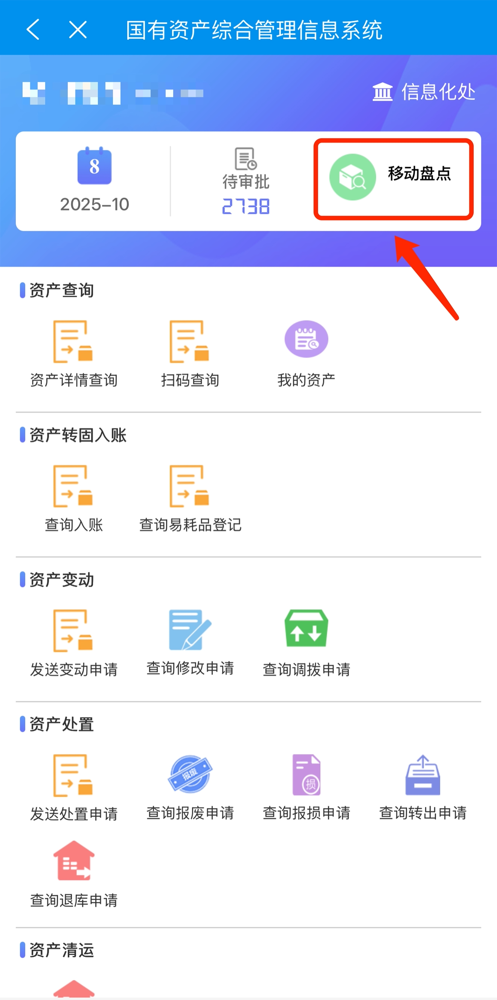 国有资产综合管理信息系统
信息化处
8
2025-10
待审批
2738
移动盘点
资产查询
资产详情查询
扫码查询
我的资产
资产转固入账
查询入账
查询易耗品登记
资产变动
发送变动申请
查询修改申请
查询调拨申请
资产处置
报废
损
发送处置申请
查询报废申请
查询报损申请
查询转出申请
查询退库申请
资产清运